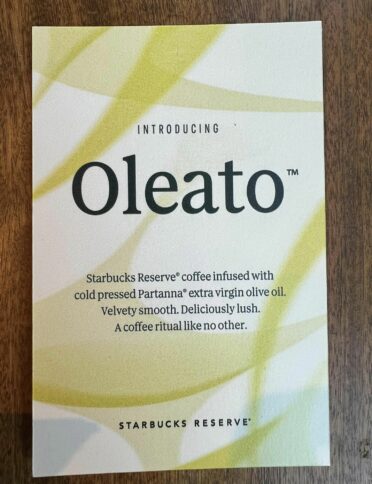 INTRODUCING
Oleato™
Starbucks Reserve® coffee infused with
cold pressed Partanna® extra virgin olive oil.
Velvety smooth. Deliciously lush.
A coffee ritual like no other.
STARBUCKS RESERVE®